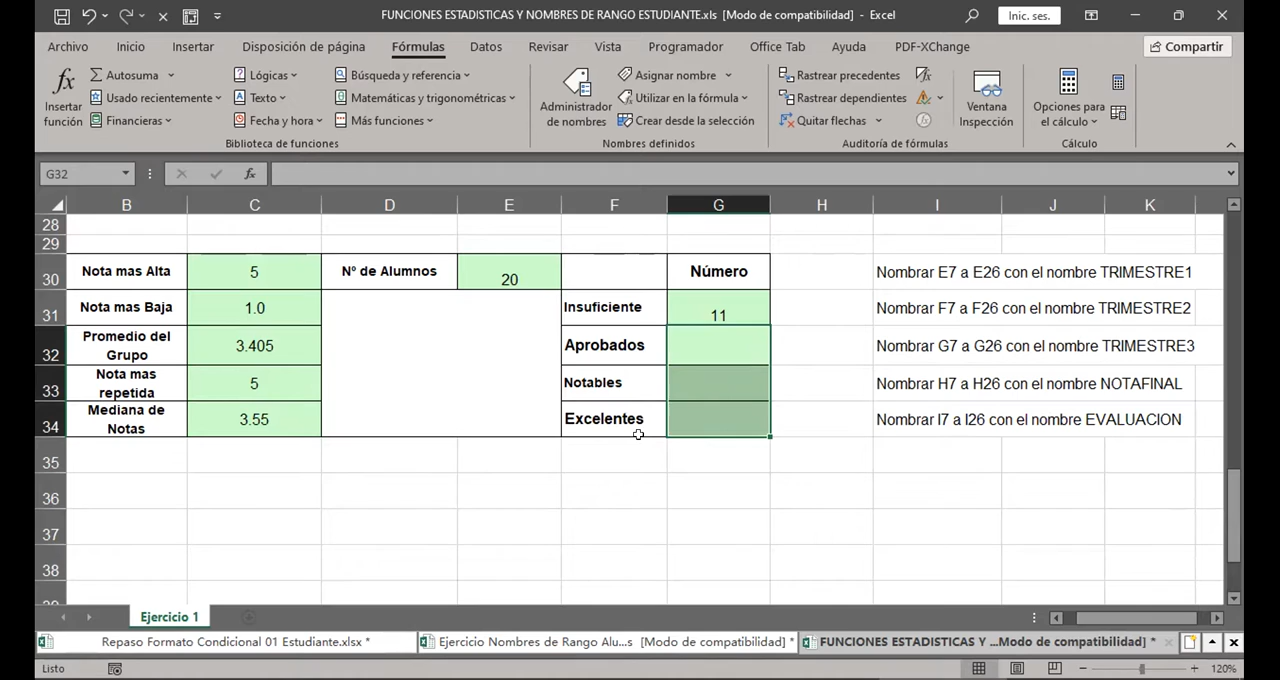 FUNCIONES ESTADISTICAS Y NOMBRES DE RANGO ESTUDIANTE.xls [Modo de compatibilidad] - Excel
Inic. ses.
Archivo Inicio Insertar Disposición de página Fórmulas Datos Revisar Vista Programador Office Tab Ayuda PDF-XChange Compartir
fx Insertar función
Autosuma
Usado recientemente
Financieras
Lógicas
Texto
Fecha y hora
Búsqueda y referencia
Matemáticas y trigonométricas
Más funciones
Biblioteca de funciones
Administrador de nombres
Asignar nombre
Utilizar en la fórmula
Crear desde la selección
Nombres definidos
Rastrear precedentes
Rastrear dependientes
Quitar flechas
Auditoría de fórmulas
Ventana Inspección
Opciones para el cálculo
Cálculo
G32 fx
B C D E F G H I J K
28
29
30 Nota mas Alta 5 Nº de Alumnos 20 Número Nombrar E7 a E26 con el nombre TRIMESTRE1
31 Nota mas Baja 1.0 Insuficiente 11 Nombrar F7 a F26 con el nombre TRIMESTRE2
32 Promedio del Grupo 3.405 Aprobados Nombrar G7 a G26 con el nombre TRIMESTRE3
33 Nota mas repetida 5 Notables Nombrar H7 a H26 con el nombre NOTAFINAL
34 Mediana de Notas 3.55 Excelentes Nombrar I7 a I26 con el nombre EVALUACION
35
36
37
38
Ejercicio 1
Repaso Formato Condicional 01 Estudiante.xlsx * Ejercicio Nombres de Rango Alu...s [Modo de compatibilidad] * FUNCIONES ESTADISTICAS Y ...Modo de compatibilidad] *
Listo 120%